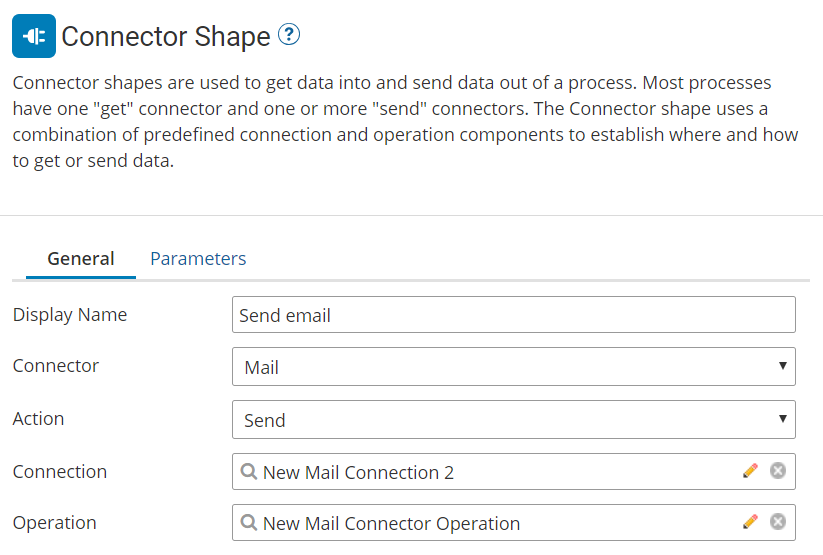 Connector Shape ?
Connector shapes are used to get data into and send data out of a process. Most processes
have one "get" connector and one or more "send" connectors. The Connector shape uses a
combination of predefined connection and operation components to establish where and how
to get or send data.
General Parameters
Display Name Send email
Connector Mail
Action Send
Connection New Mail Connection 2
Operation New Mail Connector Operation